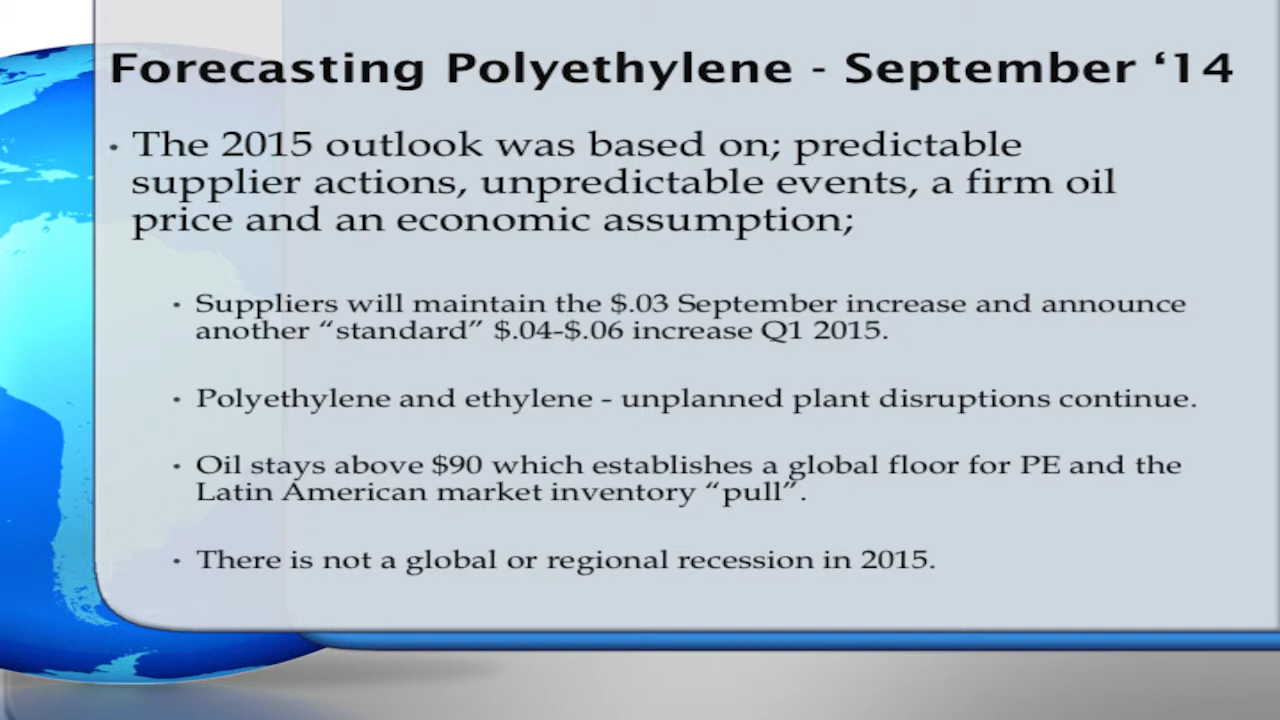 Forecasting Polyethylene - September ‘14
• The 2015 outlook was based on; predictable
supplier actions, unpredictable events, a firm oil
price and an economic assumption;
• Suppliers will maintain the $.03 September increase and announce
another “standard” $.04-$.06 increase Q1 2015.
• Polyethylene and ethylene - unplanned plant disruptions continue.
• Oil stays above $90 which establishes a global floor for PE and the
Latin American market inventory “pull”.
• There is not a global or regional recession in 2015.